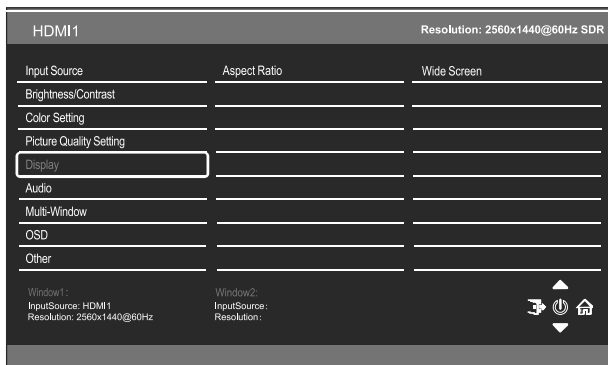 HDMI1 Resolution: 2560x1440@60Hz SDR
Input Source Aspect Ratio Wide Screen
Brightness/Contrast
Color Setting
Picture Quality Setting
Display
Audio
Multi-Window
OSD
Other
Window1: Window2:
InputSource: HDMI1 InputSource:
Resolution: 2560x1440@60Hz Resolution: